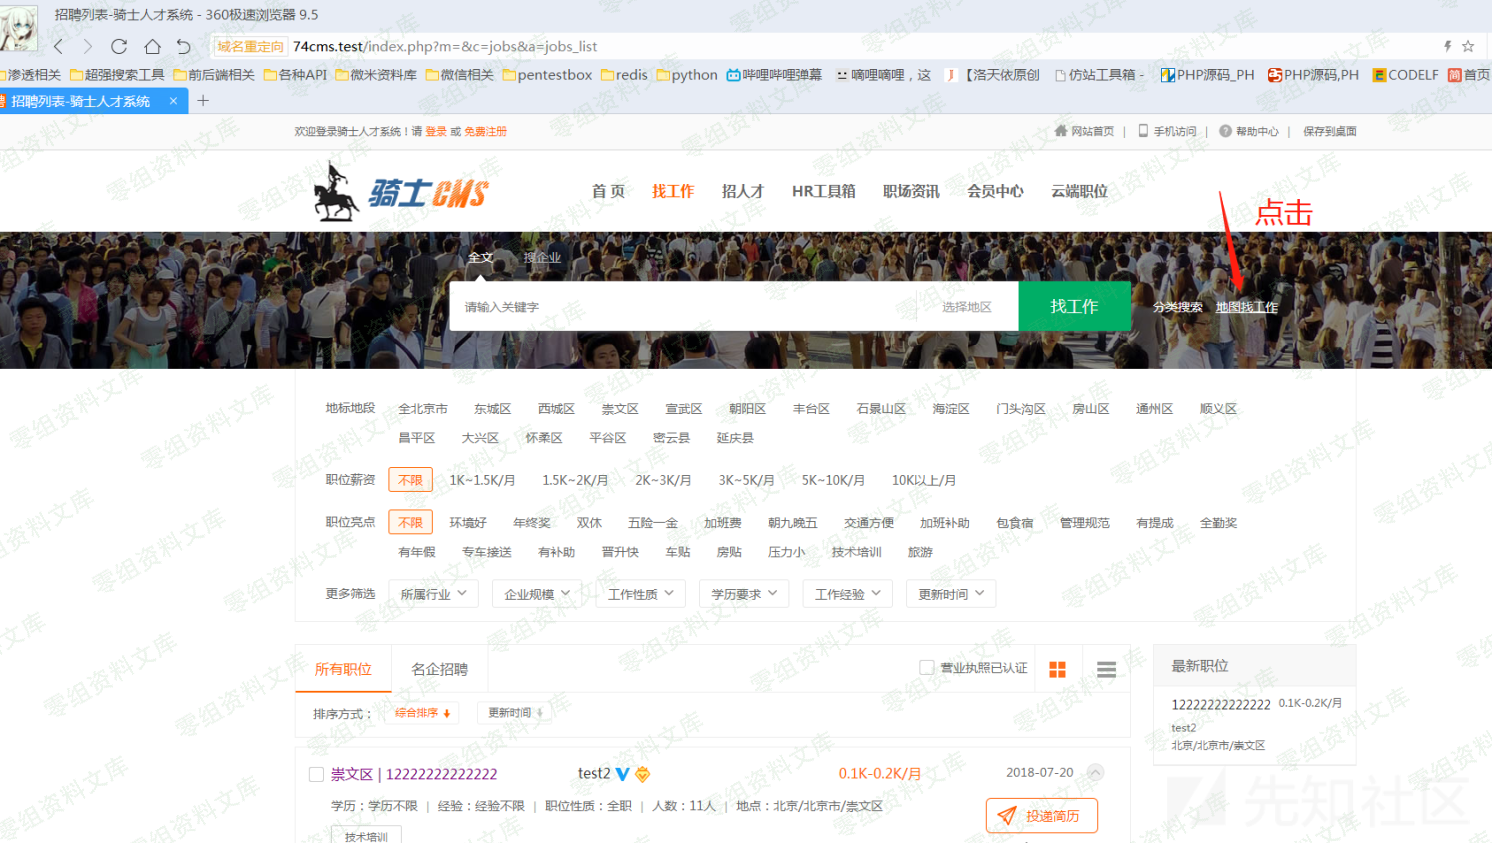 招聘列表-骑士人才系统 - 360极速浏览器 9.5
域名重定向 74cms.test/index.php?m=&c=jobs&a=jobs_list
渗透相关 超强搜索工具 前后端相关 各种API 微米资料库 微信相关 pentestbox redis python 哔哩哔哩弹幕 嘀哩嘀哩，这 【洛天依原创 仿站工具箱 - PHP源码_PH PHP源码,PH CODELF 首页
招聘列表-骑士人才系统 × +
欢迎登录骑士人才系统！请 登录 或 免费注册 网站首页 | 手机访问 | 帮助中心 | 保存到桌面
骑士CMS 首 页 找工作 招人才 HR工具箱 职场资讯 会员中心 云端职位
点击
全文 搜企业
请输入关键字 选择地区 找工作 分类搜索 地图找工作
地标地段 全北京市 东城区 西城区 崇文区 宣武区 朝阳区 丰台区 石景山区 海淀区 门头沟区 房山区 通州区 顺义区
昌平区 大兴区 怀柔区 平谷区 密云县 延庆县
职位薪资 不限 1K~1.5K/月 1.5K~2K/月 2K~3K/月 3K~5K/月 5K~10K/月 10K以上/月
职位亮点 不限 环境好 年终奖 双休 五险一金 加班费 朝九晚五 交通方便 加班补助 包食宿 管理规范 有提成 全勤奖
有年假 专车接送 有补助 晋升快 车贴 房贴 压力小 技术培训 旅游
更多筛选 所属行业 企业规模 工作性质 学历要求 工作经验 更新时间
所有职位 名企招聘 营业执照已认证
最新职位
排序方式： 综合排序 更新时间
12222222222222 0.1K-0.2K/月
test2
北京/北京市/崇文区
崇文区 | 12222222222222 test2 0.1K-0.2K/月 2018-07-20
学历：学历不限 | 经验：经验不限 | 职位性质：全职 | 人数：11人 | 地点：北京/北京市/崇文区
投递简历
技术培训
先知社区
零组资料文库